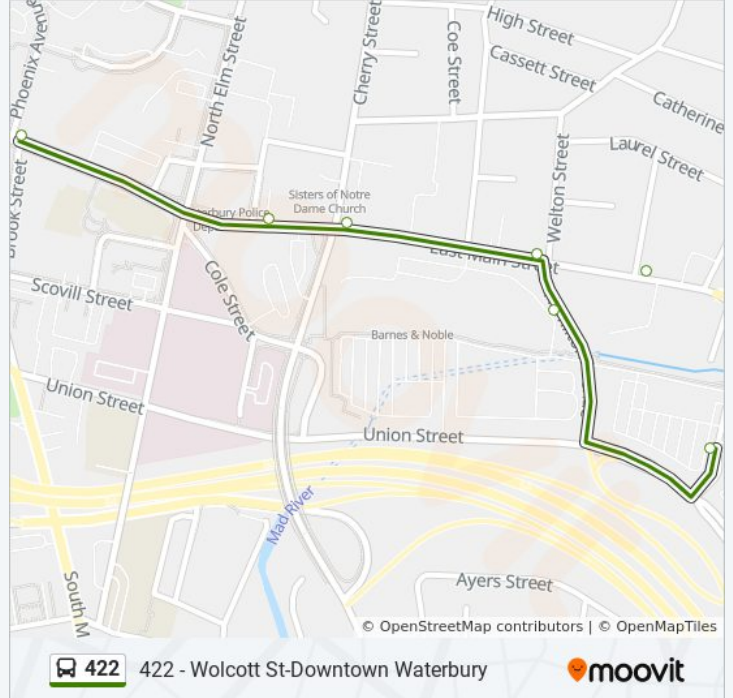 High Street
Phoenix Aven
North Elm Street
Cherry Street
Coe Street
Cassett Street
Catherine
Laurel Street
Welton Street
Sisters of Notre
Dame Church
Police
Brook Street
East Main Street
Cole Street
Scovill Street
Barnes & Noble
Union Street
Union Street
Mad River
Ayers Street
South M
© OpenStreetMap contributors | © OpenMapTiles
422 422 - Wolcott St-Downtown Waterbury
moovit